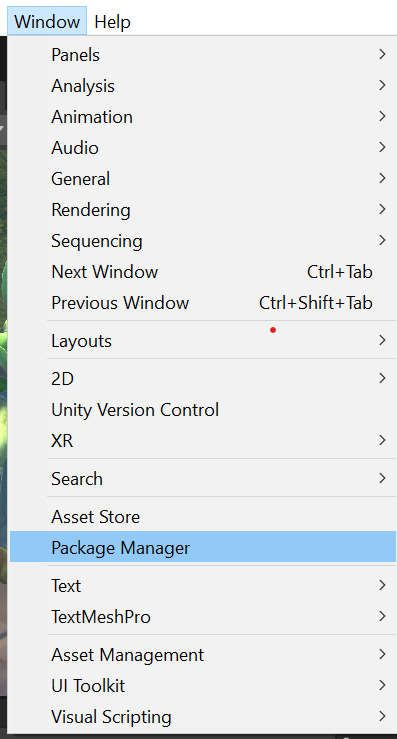 Window Help
Panels
Analysis
Animation
Audio
General
Rendering
Sequencing
Next Window Ctrl+Tab
Previous Window Ctrl+Shift+Tab
Layouts
2D
Unity Version Control
XR
Search
Asset Store
Package Manager
Text
TextMeshPro
Asset Management
UI Toolkit
Visual Scripting